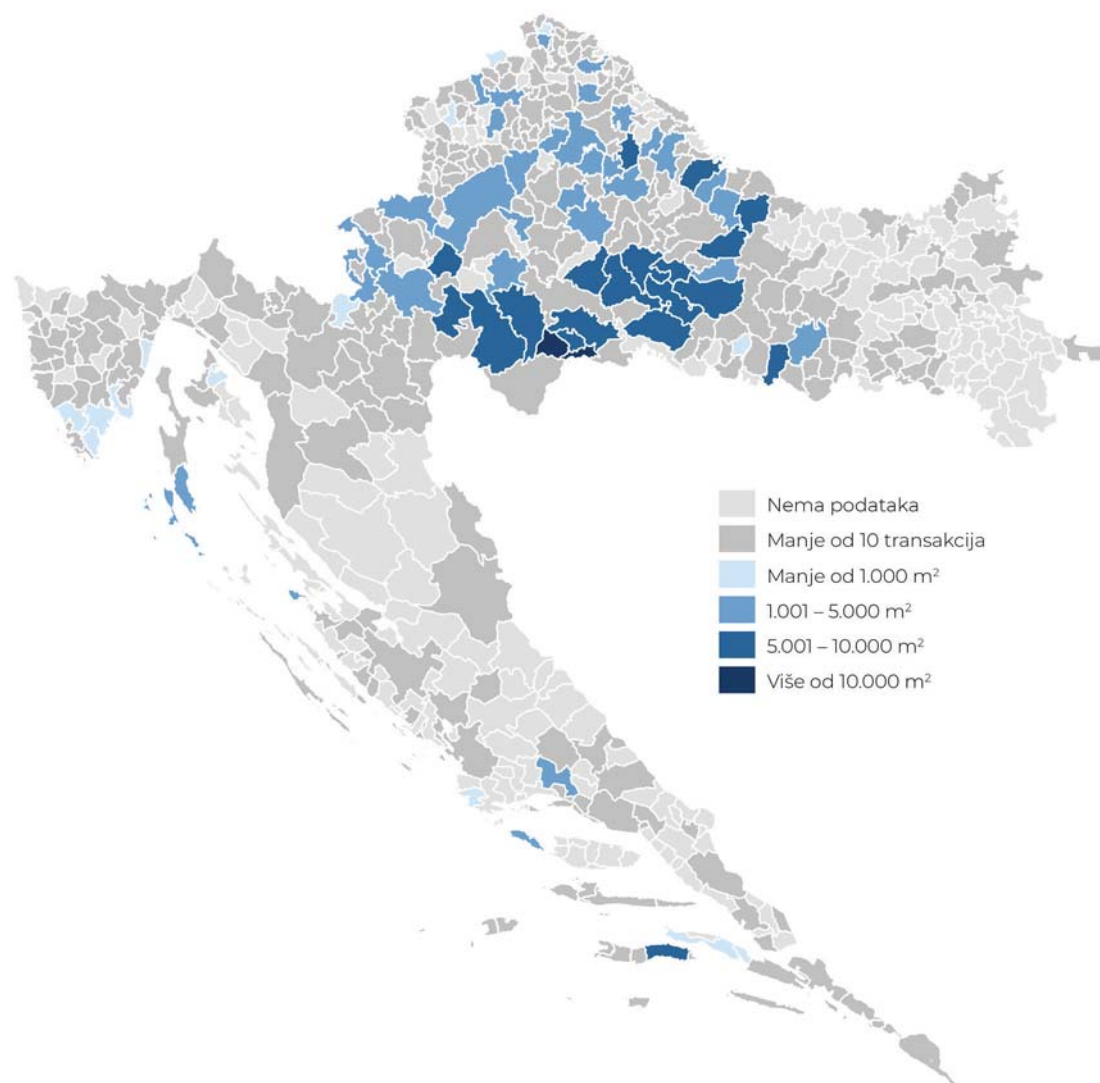 Nema podataka
Manje od 10 transakcija
Manje od 1.000 m²
1.001 – 5.000 m²
5.001 – 10.000 m²
Više od 10.000 m²